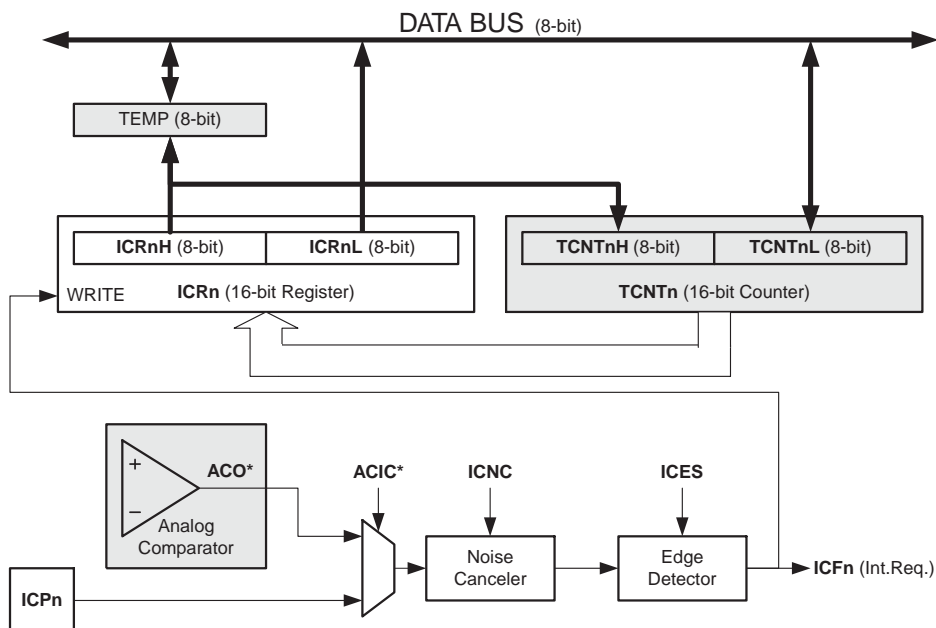 DATA BUS (8-bit)
TEMP (8-bit)
ICRnH (8-bit)
ICRnL (8-bit)
TCNTnH (8-bit)
TCNTnL (8-bit)
WRITE
ICRn (16-bit Register)
TCNTn (16-bit Counter)
+
−
ACO*
Analog
Comparator
ACIC*
ICNC
ICES
Noise
Canceler
Edge
Detector
ICFn (Int.Req.)
ICPn